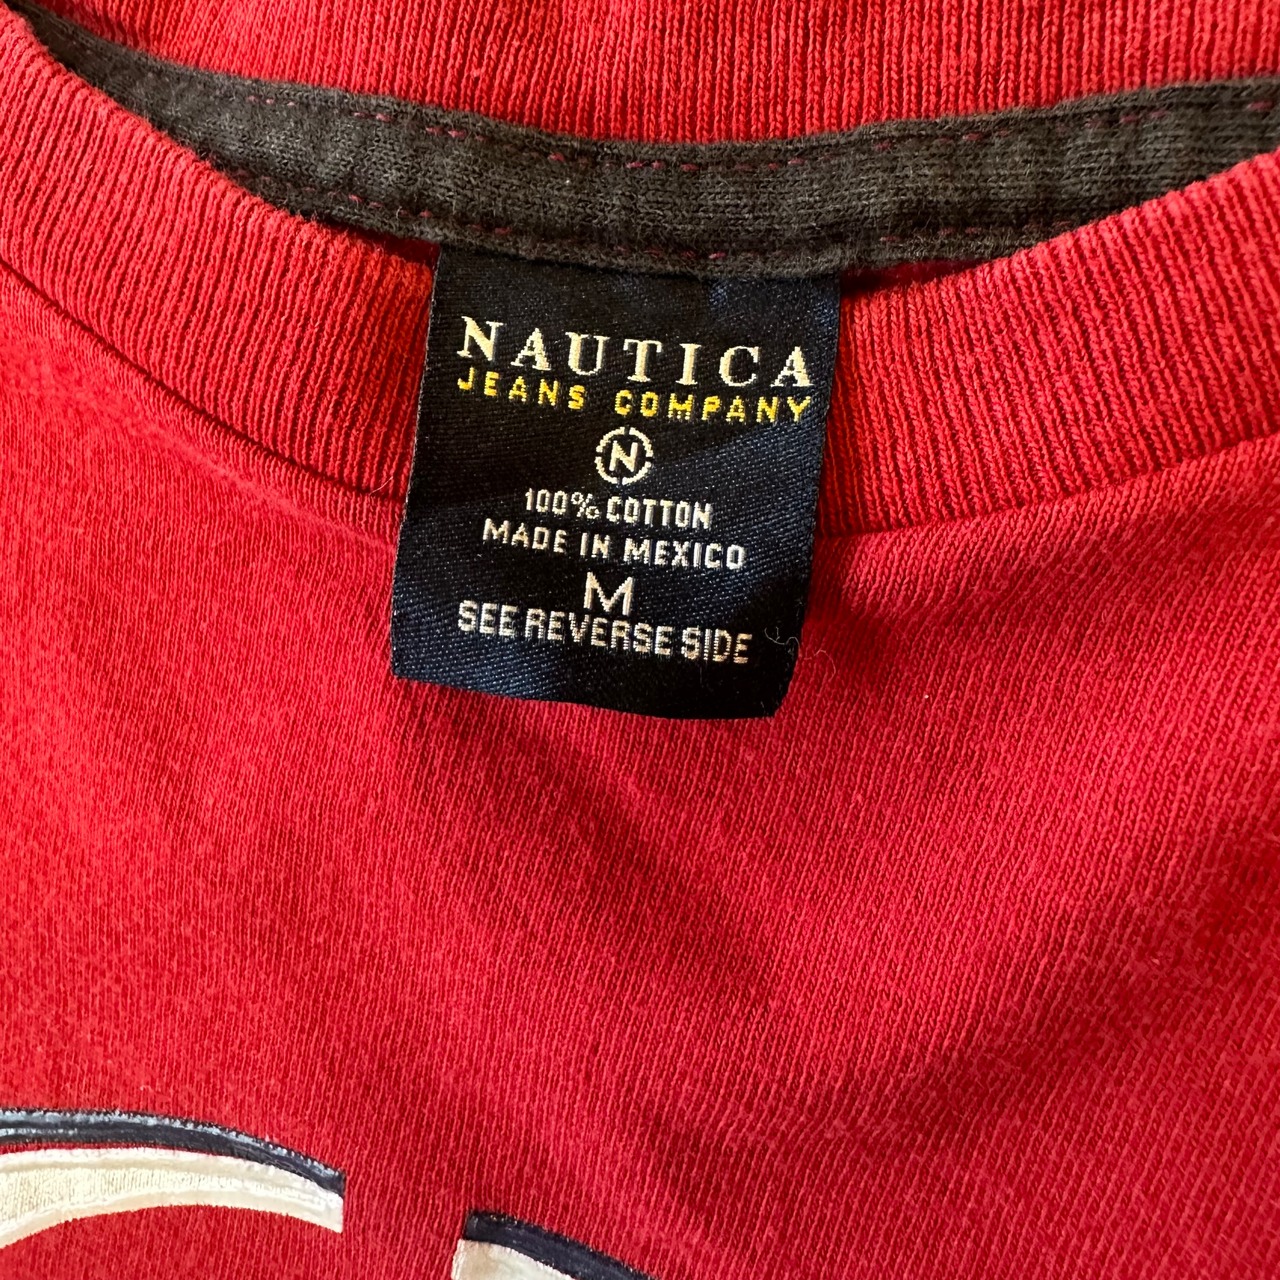 NAUTICA
JEANS COMPANY
N
100% COTTON
MADE IN MEXICO
M
SEE REVERSE SIDE